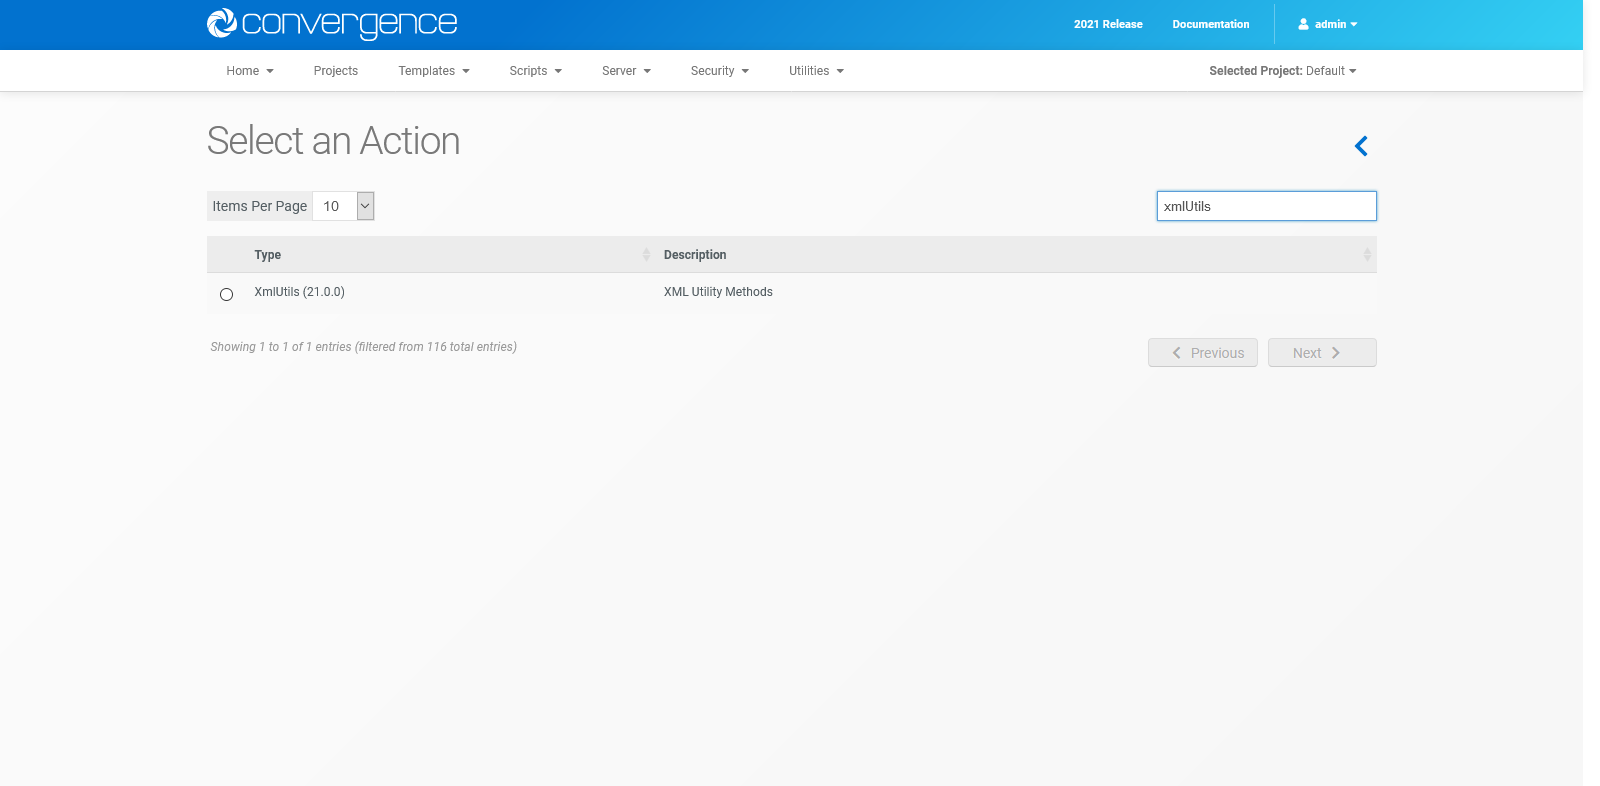 convergence
2021 Release Documentation admin
Home Projects Templates Scripts Server Security Utilities Selected Project: Default
Select an Action
Items Per Page 10 xmlUtils
Type Description
XmlUtils (21.0.0) XML Utility Methods
Showing 1 to 1 of 1 entries (filtered from 116 total entries) Previous Next